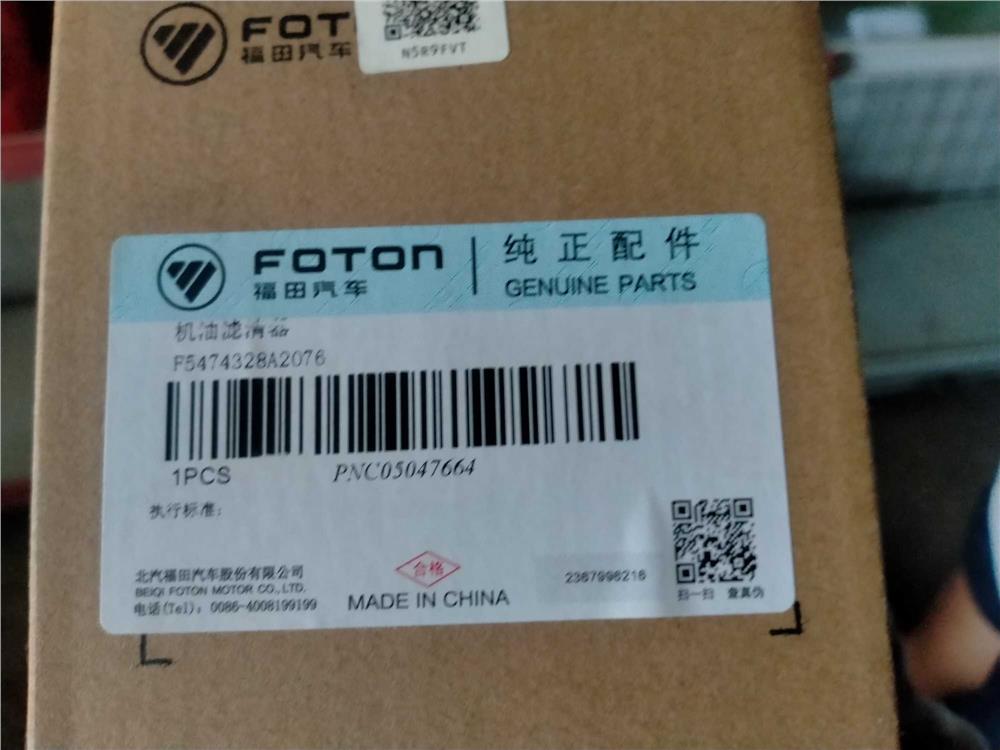 FOT
福田汽车
N5R9FVT
FOTON
福田汽车
纯正配件
GENUINE PARTS
机油滤清器
F5474328A2076
1PCS
PNC05047664
执行标准：
北汽福田汽车股份有限公司
BEIQI FOTON MOTOR CO., LTD.
电话(Tel)：0086-4008199199
合格
MADE IN CHINA
2367996216
扫一扫 查真伪